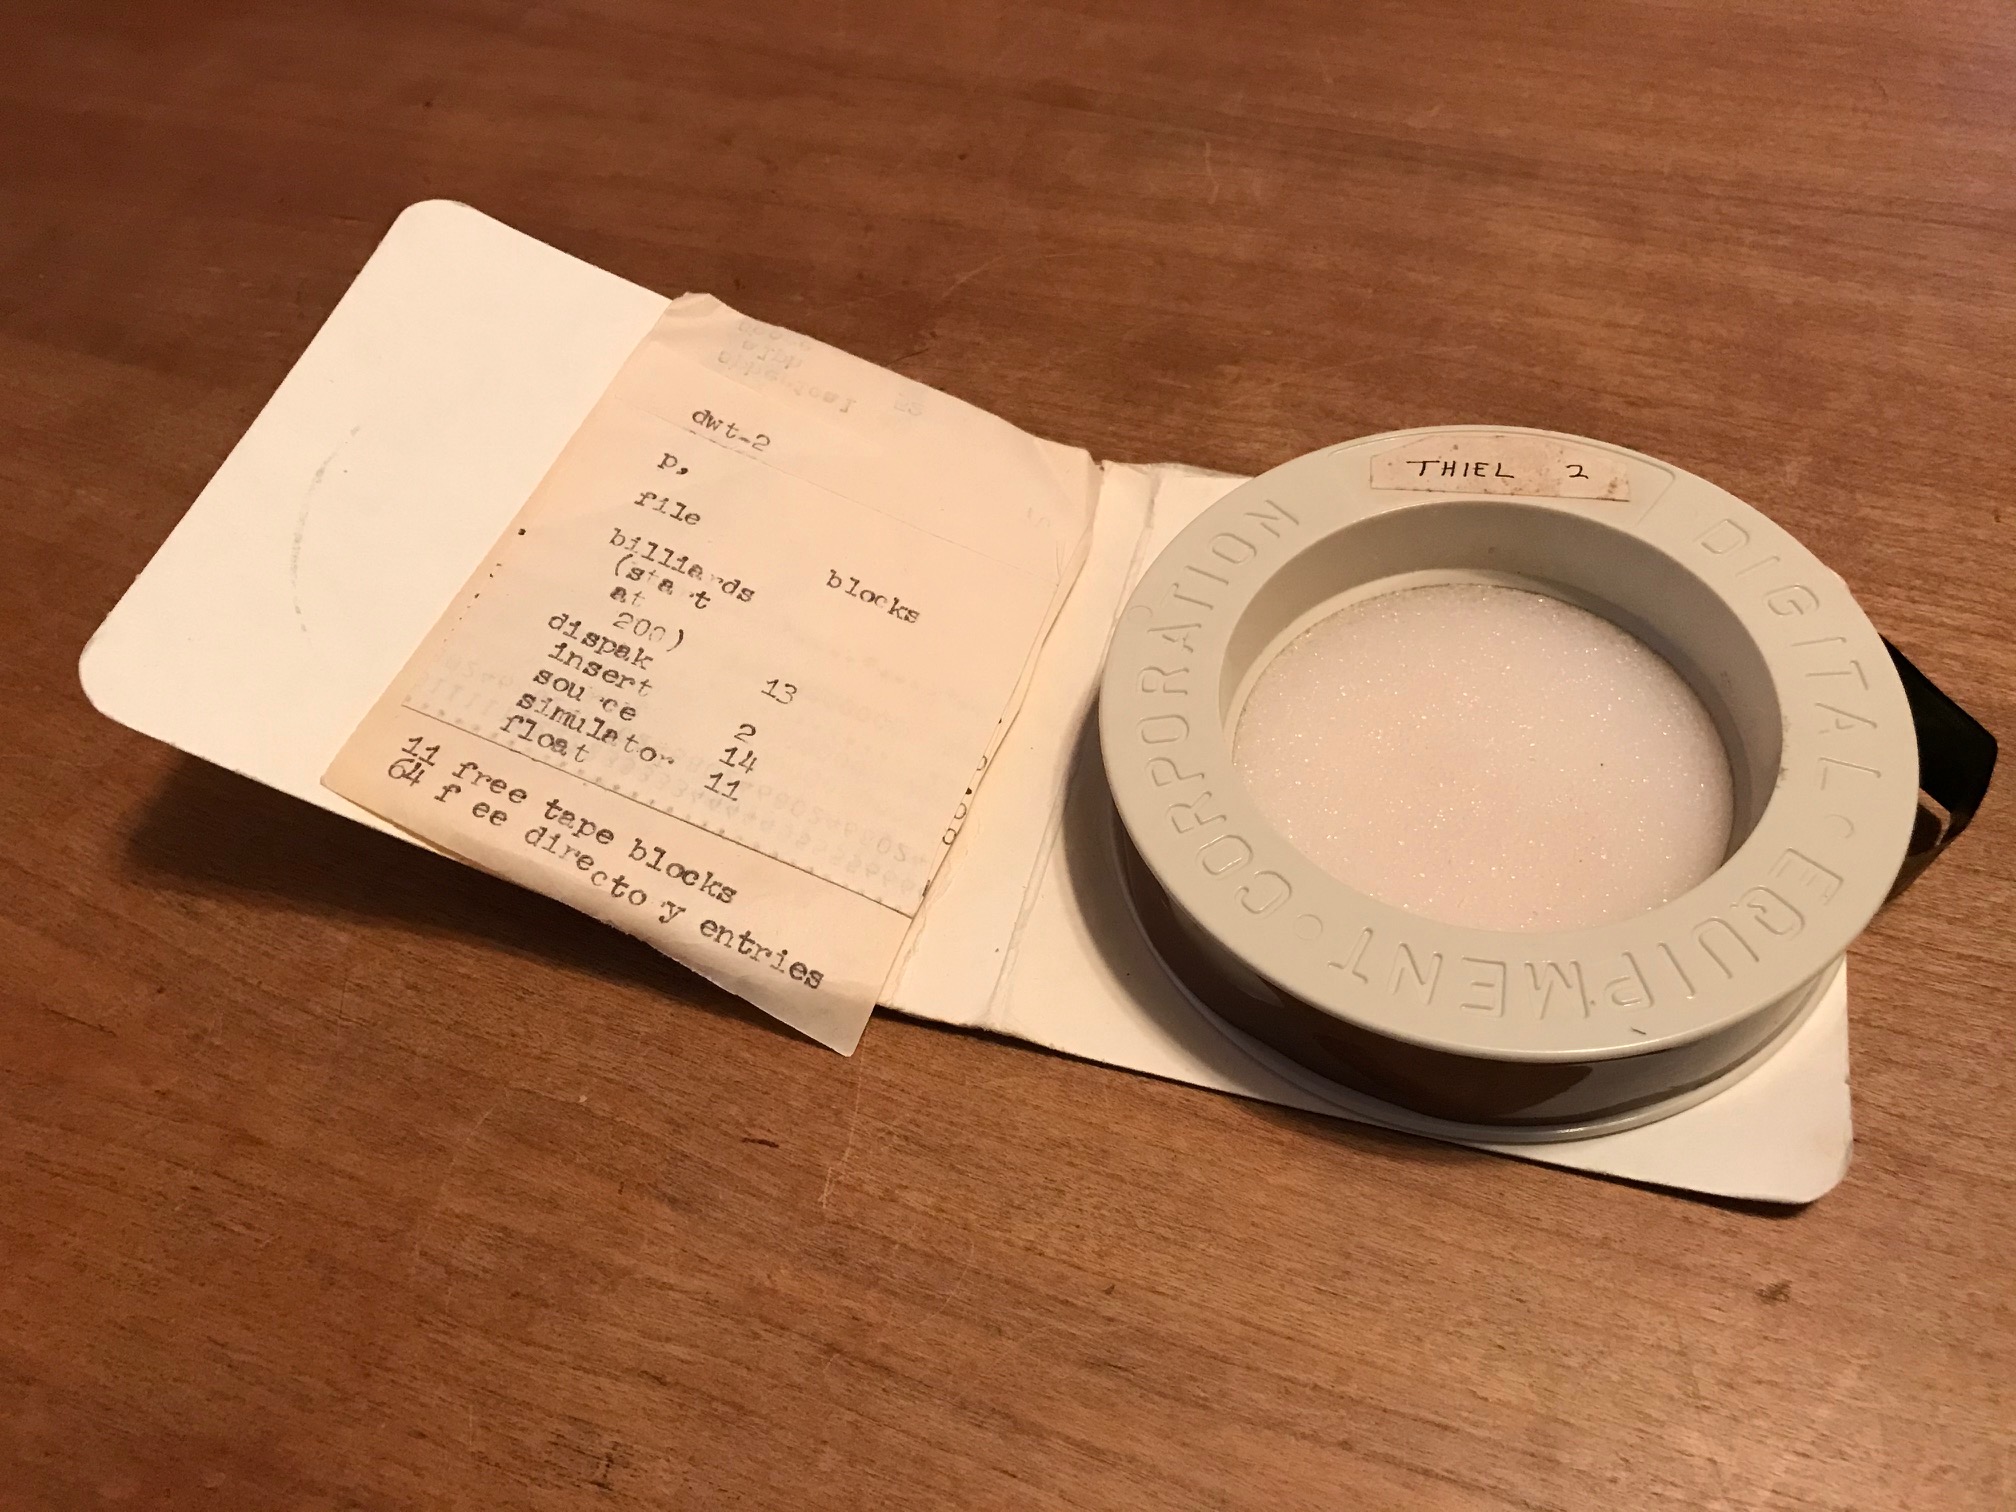 dwt-2
p,
file blocks
billiards
(sta t
at
200) 13
dispak
insert 2
sou ce 14
simulator 11
float
11 free tape blocks
64 f ee directo y entries
THIEL 2
DIGITAL · EQUIPMENT · CORPORATION